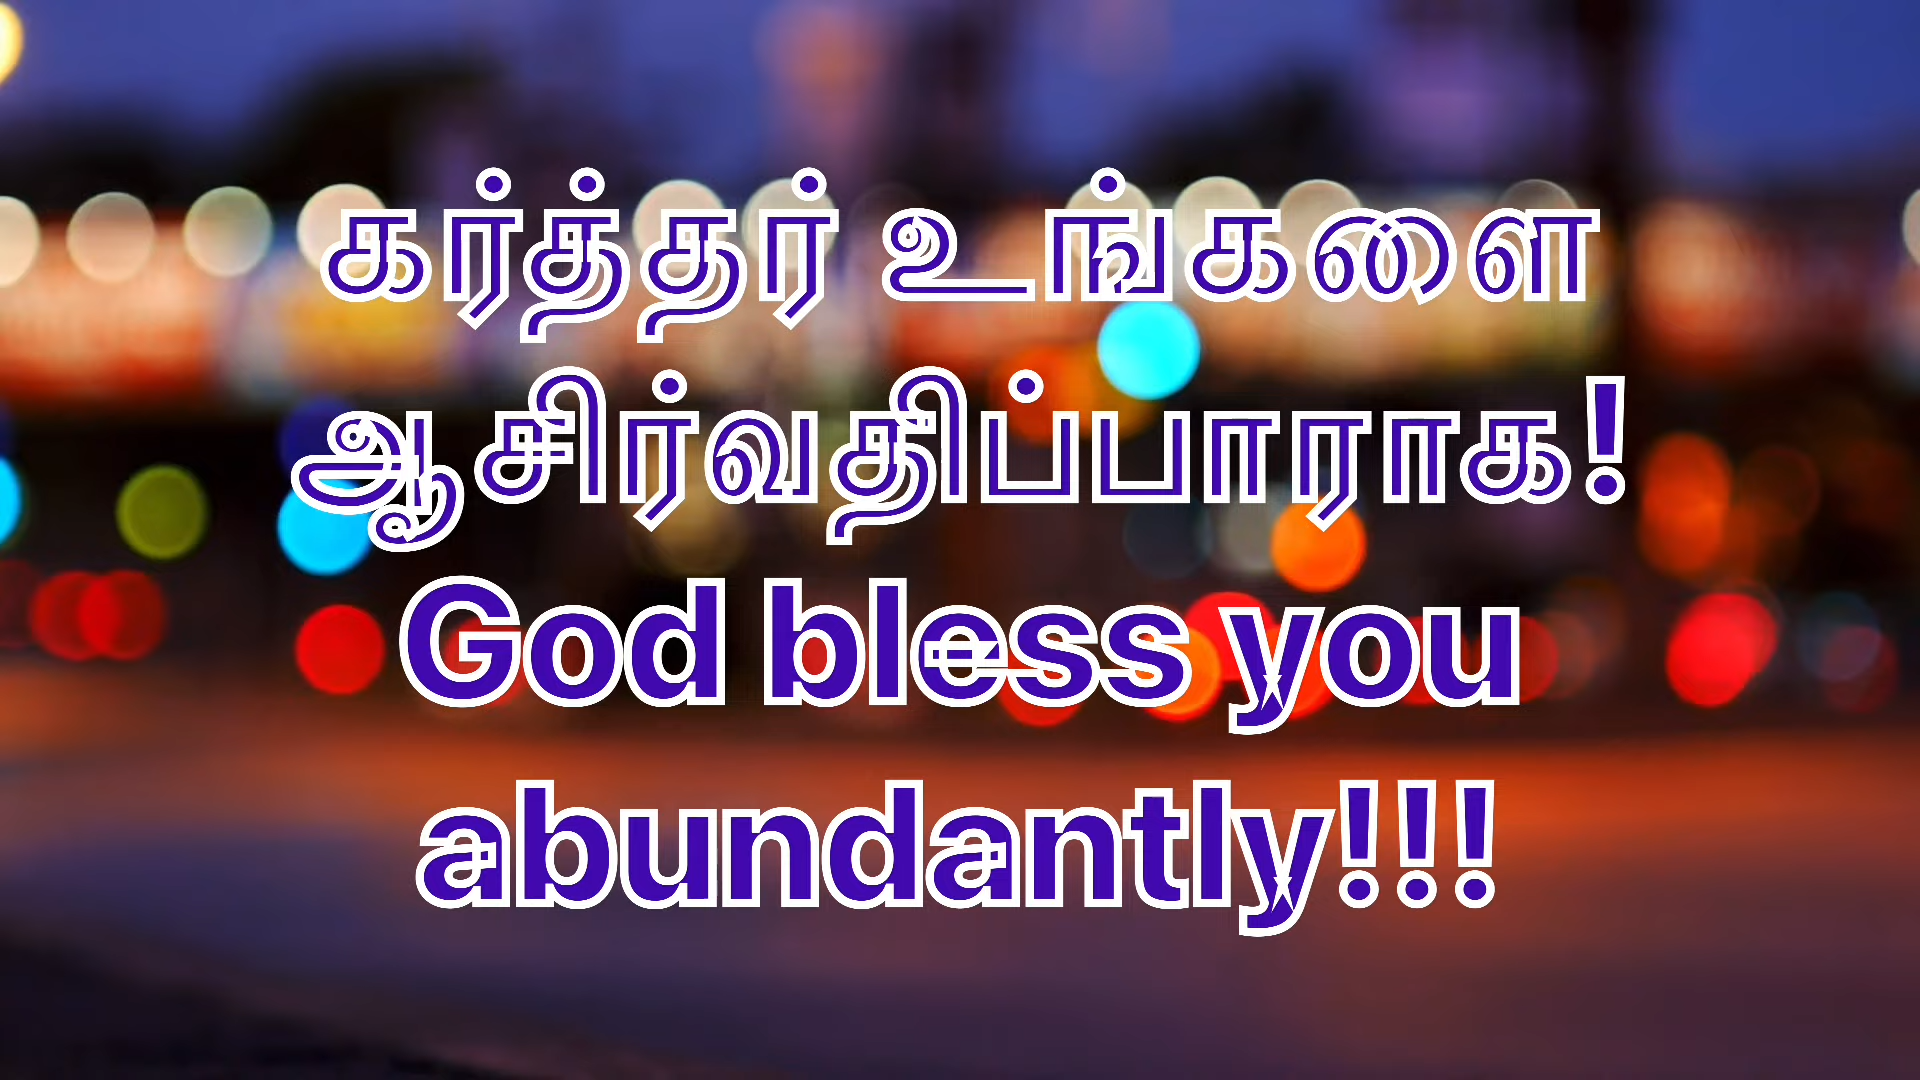 கர்த்தர் உங்களை
ஆசிர்வதிப்பாராக!
God bless you
abundantly!!!